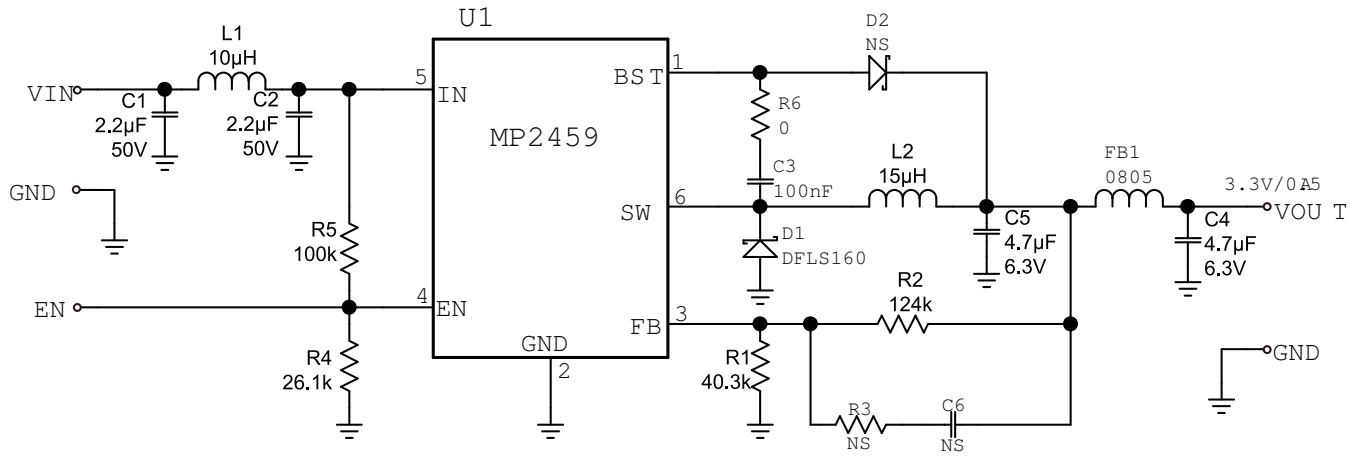 U1
L1
10µH
VIN
C1
2.2µF
50V
C2
2.2µF
50V
5
IN
MP2459
BST
1
D2
NS
R6
0
C3
100nF
L2
15µH
FB1
0805
3.3V/0A5
VOU T
GND
SW
6
D1
DFLS160
C5
4.7µF
6.3V
C4
4.7µF
6.3V
R5
100k
EN
4
EN
FB
3
R2
124k
GND
2
R4
26.1k
R1
40.3k
R3
NS
C6
NS
GND